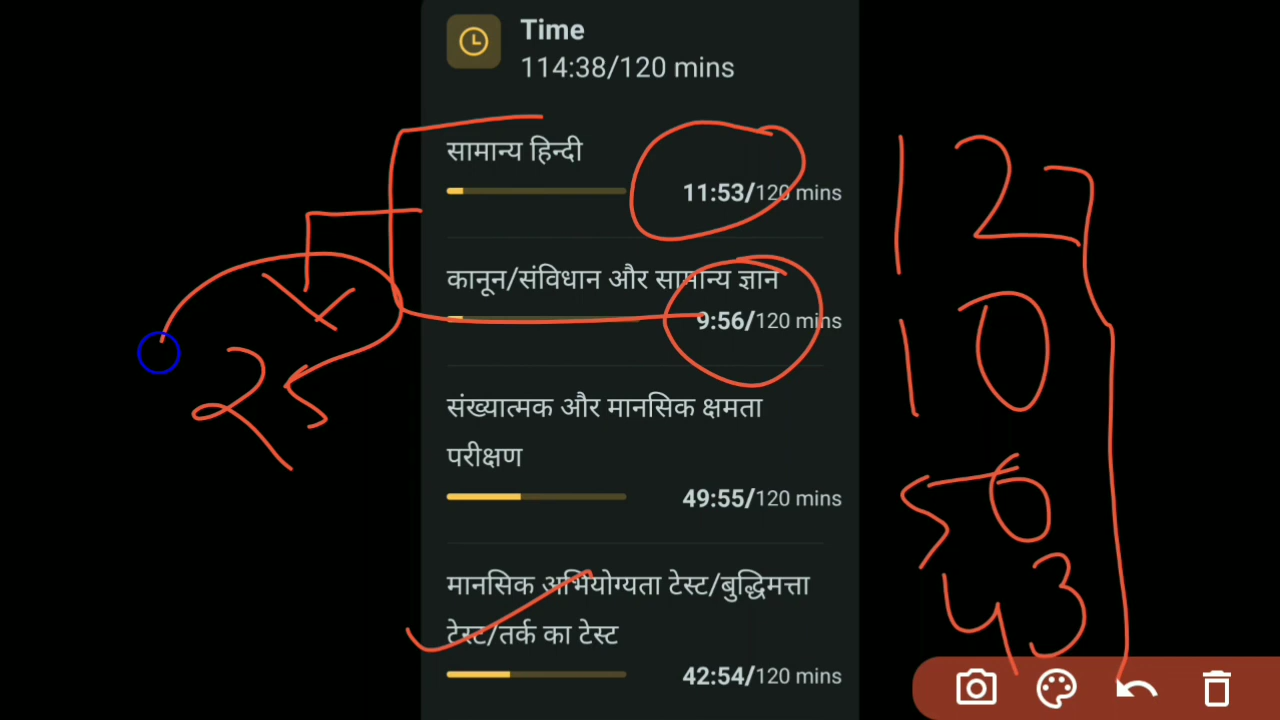 Time
114:38/120 mins
सामान्य हिन्दी
11:53/120 mins
12
कानून/संविधान और सामान्य ज्ञान
9:56/120 mins
10
25
संख्यात्मक और मानसिक क्षमता
परीक्षण
49:55/120 mins
50
मानसिक अभियोग्यता टेस्ट/बुद्धिमत्ता
टेस्ट/तर्क का टेस्ट
43
42:54/120 mins